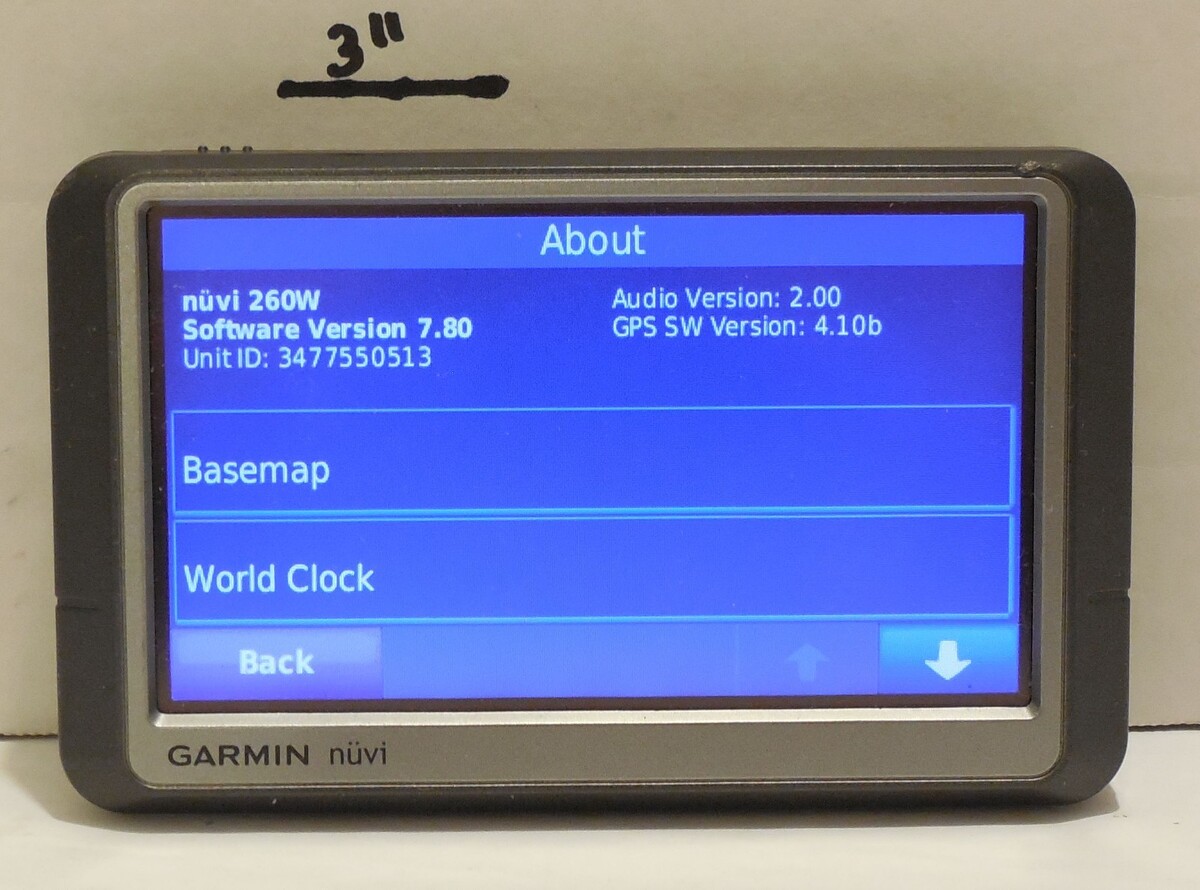 3"
About
nüvi 260W
Software Version 7.80
Unit ID: 3477550513
Audio Version: 2.00
GPS SW Version: 4.10b
Basemap
World Clock
Back
GARMIN nüvi